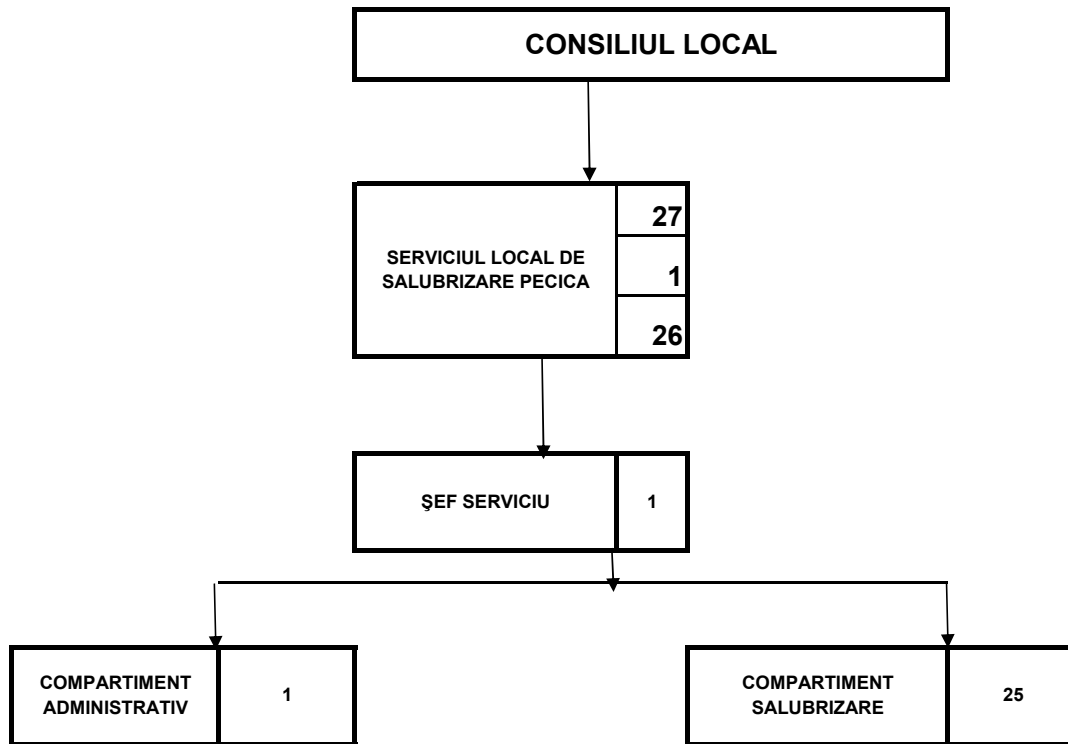 CONSILIUL LOCAL
27
SERVICIUL LOCAL DE
SALUBRIZARE PECICA
1
26
ŞEF SERVICIU
1
COMPARTIMENT
ADMINISTRATIV
1
COMPARTIMENT
SALUBRIZARE
25